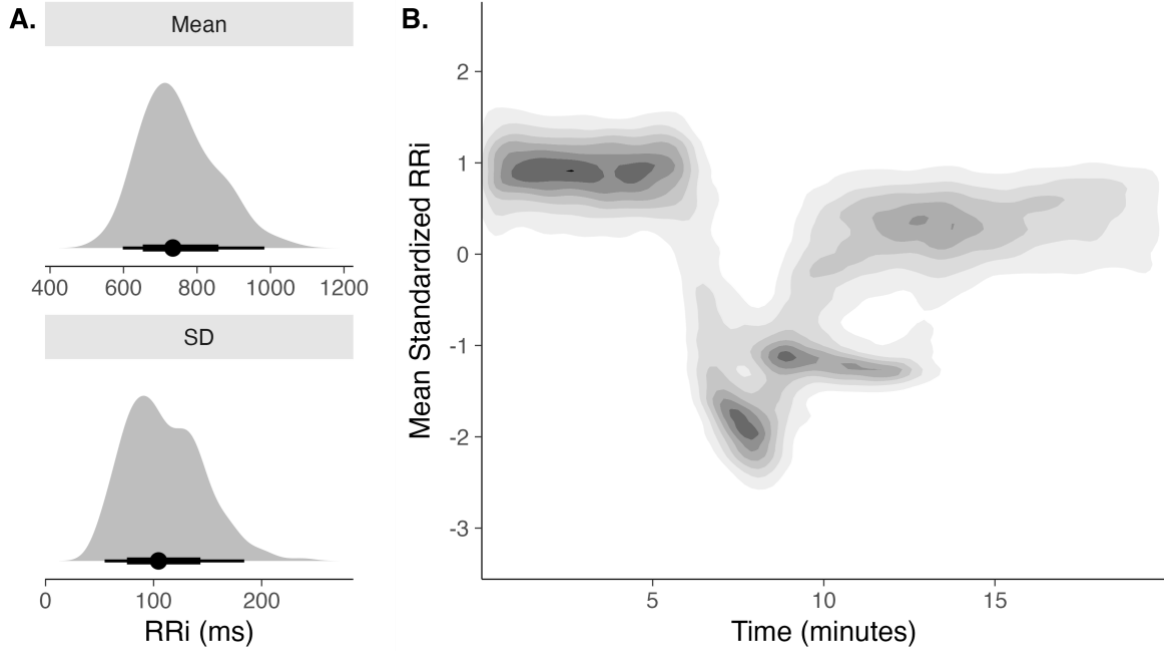 A.
Mean
400 600 800 1000 1200
SD
0 100 200
RRi (ms)
B.
Mean Standardized RRi
2
1
0
-1
-2
-3
5 10 15
Time (minutes)